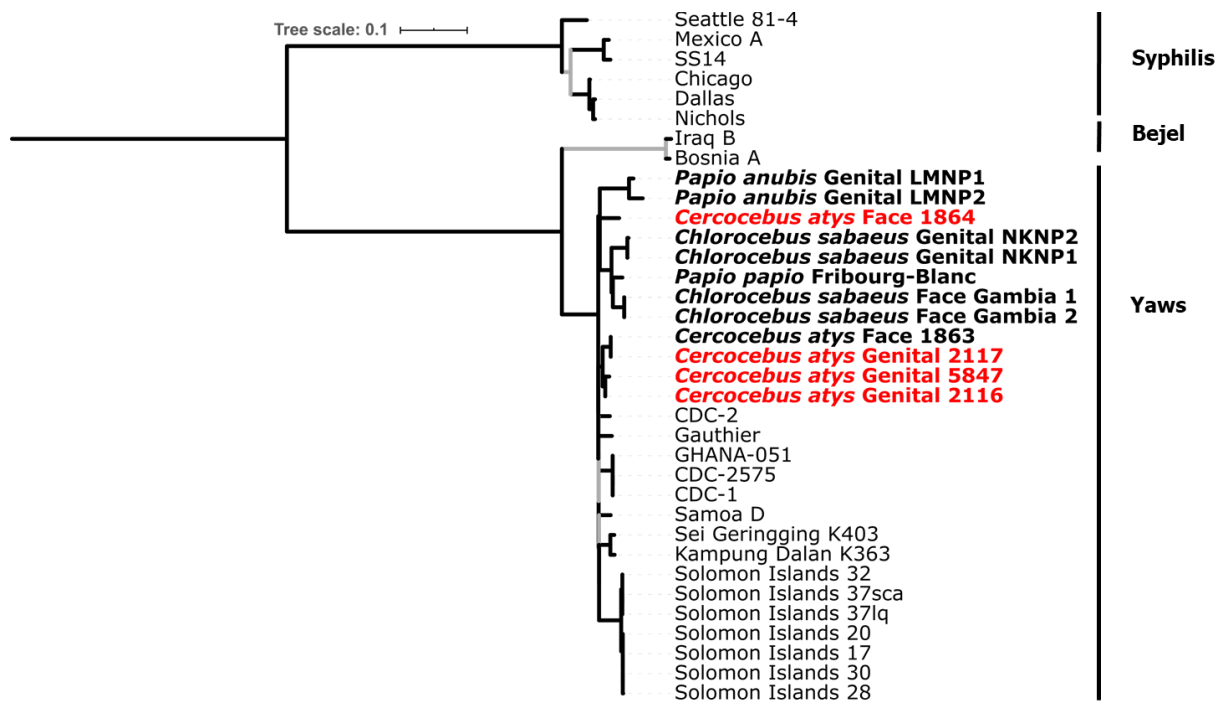 Tree scale: 0.1
Seattle 81-4
Mexico A
SS14
Chicago
Dallas
Nichols
Syphilis
Iraq B
Bosnia A
Bejel
Papio anubis Genital LMNP1
Papio anubis Genital LMNP2
Cercocebus atys Face 1864
Chlorocebus sabaeus Genital NKNP2
Chlorocebus sabaeus Genital NKNP1
Papio papio Fribourg-Blanc
Chlorocebus sabaeus Face Gambia 1
Chlorocebus sabaeus Face Gambia 2
Cercocebus atys Face 1863
Cercocebus atys Genital 2117
Cercocebus atys Genital 5847
Cercocebus atys Genital 2116
CDC-2
Gauthier
GHANA-051
CDC-2575
CDC-1
Samoa D
Sei Geringging K403
Kampung Dalan K363
Solomon Islands 32
Solomon Islands 37sca
Solomon Islands 37lq
Solomon Islands 20
Solomon Islands 17
Solomon Islands 30
Solomon Islands 28
Yaws